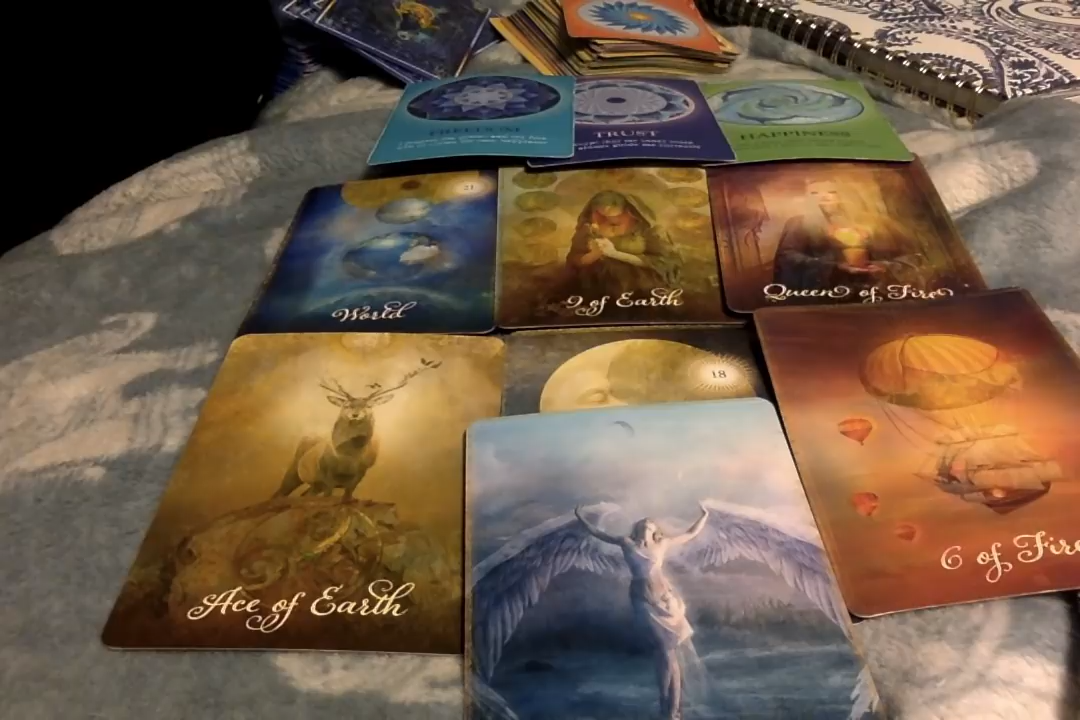 FREEDOM
TRUST
HAPPINESS
21
World
9 of Earth
Queen of Fire
18
Ace of Earth
6 of Fire